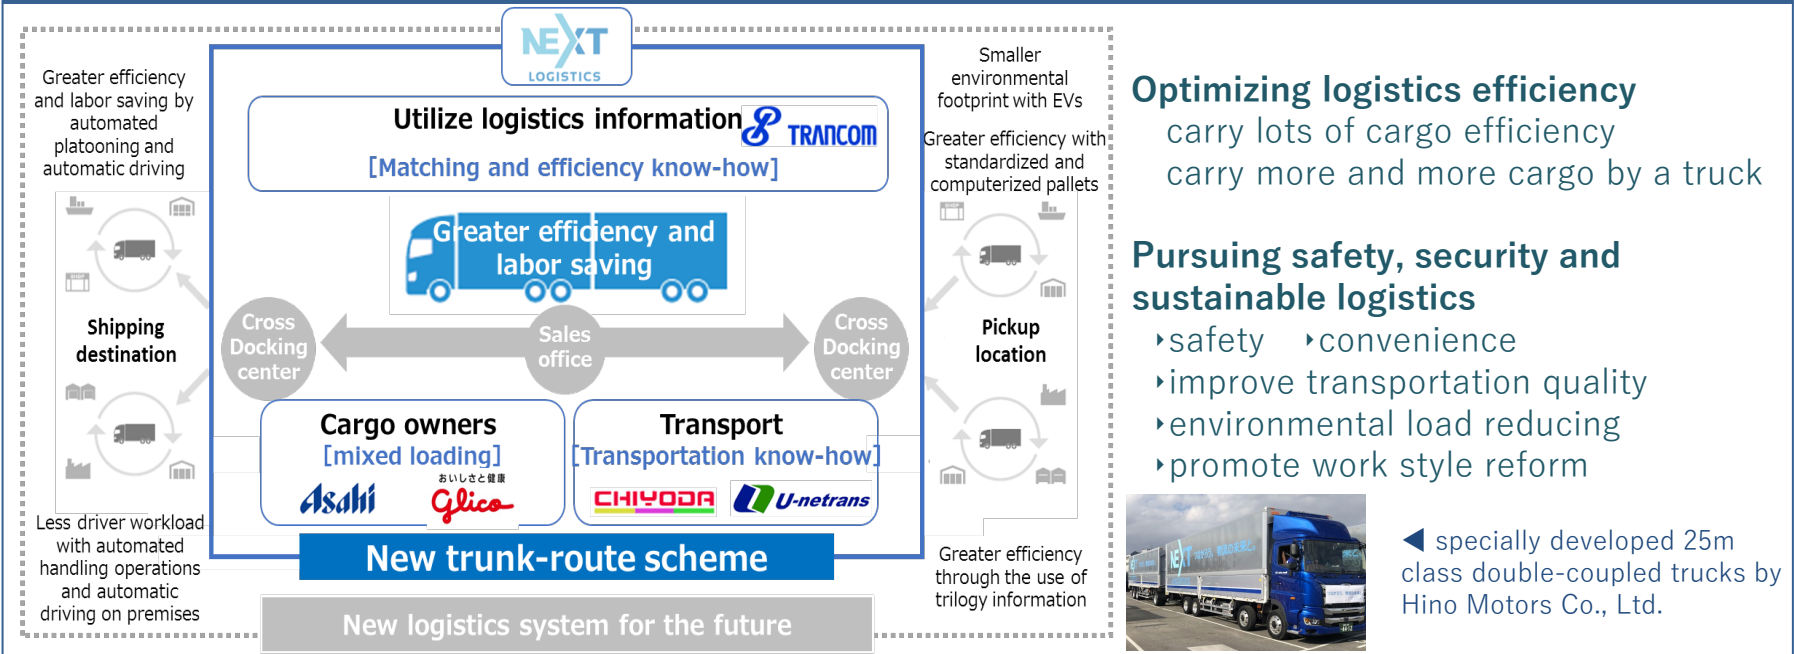 NEXT
LOGISTICS
Greater efficiency
and labor saving by
automated
platooning and
automatic driving
Utilize logistics information
TRANCOM
[Matching and efficiency know-how]
Smaller
environmental
footprint with EVs
Greater efficiency with
standardized and
computerized pallets
Greater efficiency and
labor saving
Shipping
destination
Cross
Docking
center
Sales
office
Cross
Docking
center
Pickup
location
Cargo owners
[mixed loading]
Asahi
おいしさと健康
glico
Transport
[Transportation know-how]
CHIYODA
U-netrans
Less driver workload
with automated
handling operations
and automatic
driving on premises
Greater efficiency
through the use of
trilogy information
New trunk-route scheme
New logistics system for the future
Optimizing logistics efficiency
carry lots of cargo efficiency
carry more and more cargo by a truck
Pursuing safety, security and
sustainable logistics
‣safety ‣convenience
‣improve transportation quality
‣environmental load reducing
‣promote work style reform
NEXT
◀ specially developed 25m
class double-coupled trucks by
Hino Motors Co., Ltd.